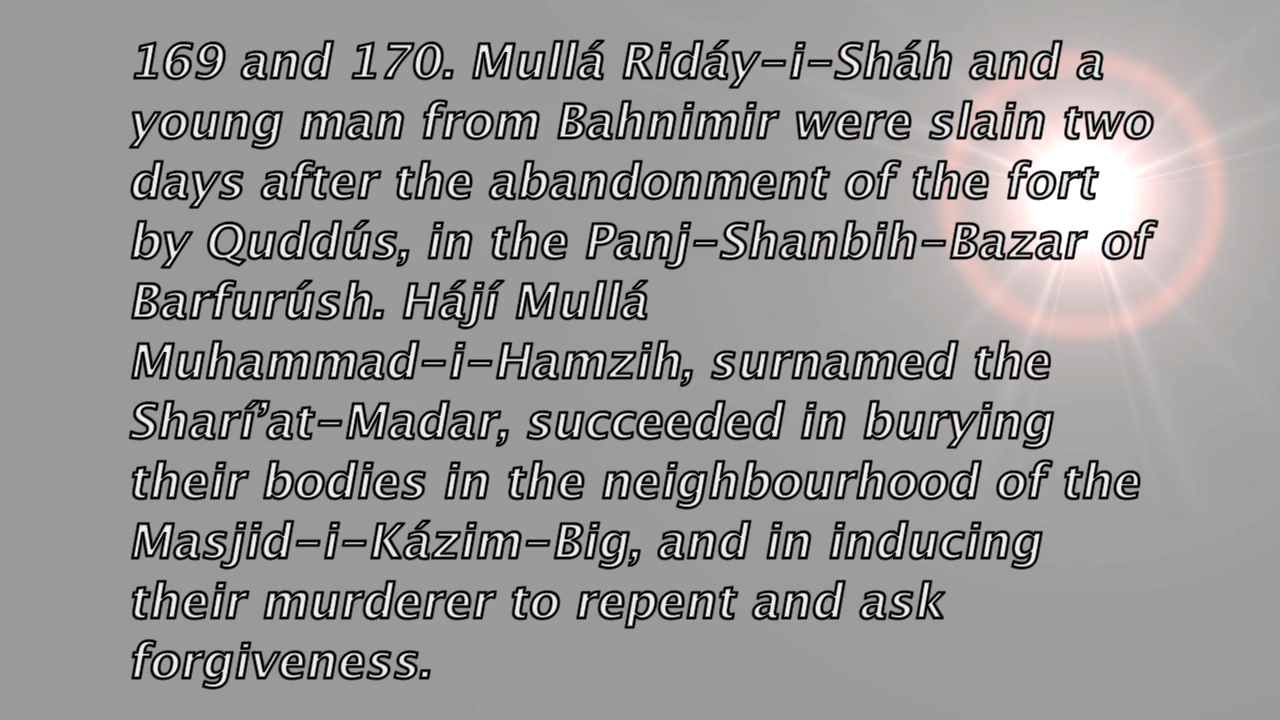 169 and 170. Mullá Ridáy-i-Sháh and a
young man from Bahnimir were slain two
days after the abandonment of the fort
by Quddús, in the Panj-Shanbih-Bazar of
Barfurúsh. Hájí Mullá
Muhammad-i-Hamzih, surnamed the
Sharí’at-Madar, succeeded in burying
their bodies in the neighbourhood of the
Masjid-i-Kázim-Big, and in inducing
their murderer to repent and ask
forgiveness.